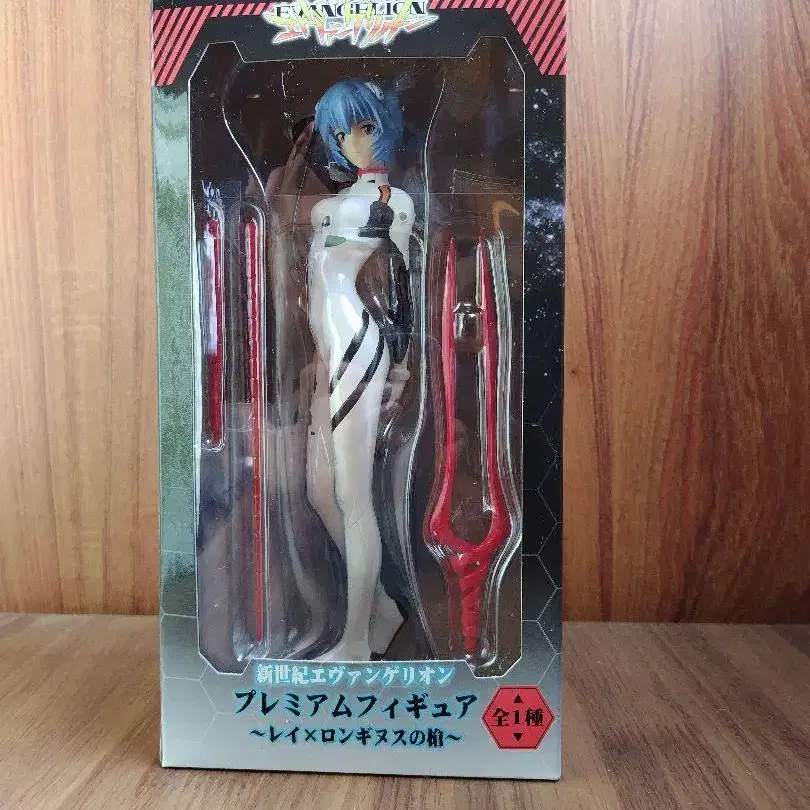 EVANGELION
エヴァンゲリオン
新世紀エヴァンゲリオン
プレミアムフィギュア
全1種
～レイ×ロンギヌスの槍～